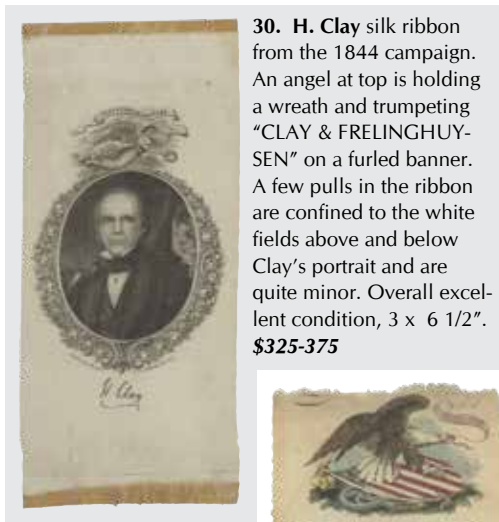 30. H. Clay silk ribbon
from the 1844 campaign.
An angel at top is holding
a wreath and trumpeting
“CLAY & FRELINGHUY-
SEN” on a furled banner.
A few pulls in the ribbon
are confined to the white
fields above and below
Clay’s portrait and are
quite minor. Overall excel-
lent condition, 3 x 6 1/2”.
$325-375
H Clay